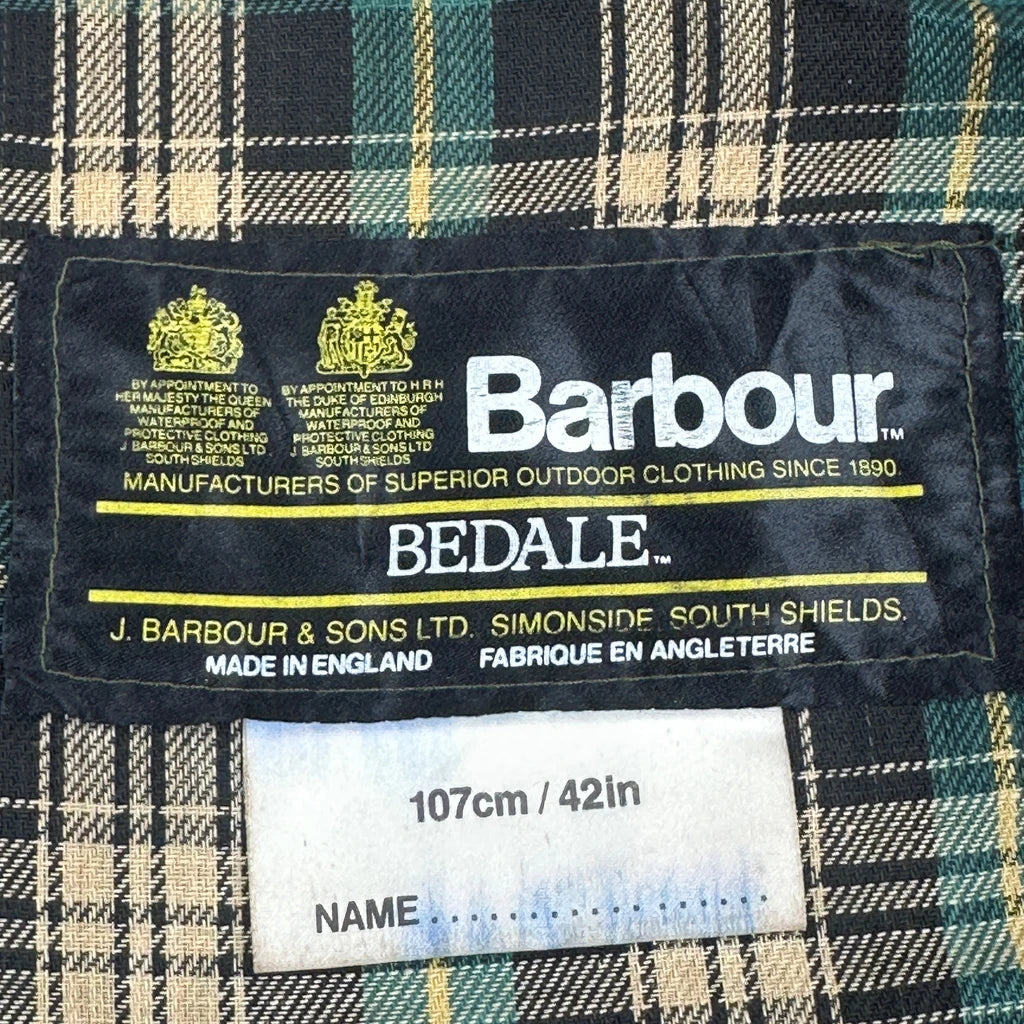 BY APPOINTMENT TO
HER MAJESTY THE QUEEN
MANUFACTURERS OF
WATERPROOF AND
PROTECTIVE CLOTHING
J BARBOUR & SONS LTD
SOUTH SHIELDS
BY APPOINTMENT TO H R H
THE DUKE OF EDINBURGH
MANUFACTURERS OF
WATERPROOF AND
PROTECTIVE CLOTHING
J BARBOUR & SONS LTD
SOUTH SHIELDS
Barbour™
MANUFACTURERS OF SUPERIOR OUTDOOR CLOTHING SINCE 1890.
BEDALE™
J. BARBOUR & SONS LTD. SIMONSIDE, SOUTH SHIELDS.
MADE IN ENGLAND FABRIQUE EN ANGLETERRE
107cm / 42in
NAME....................